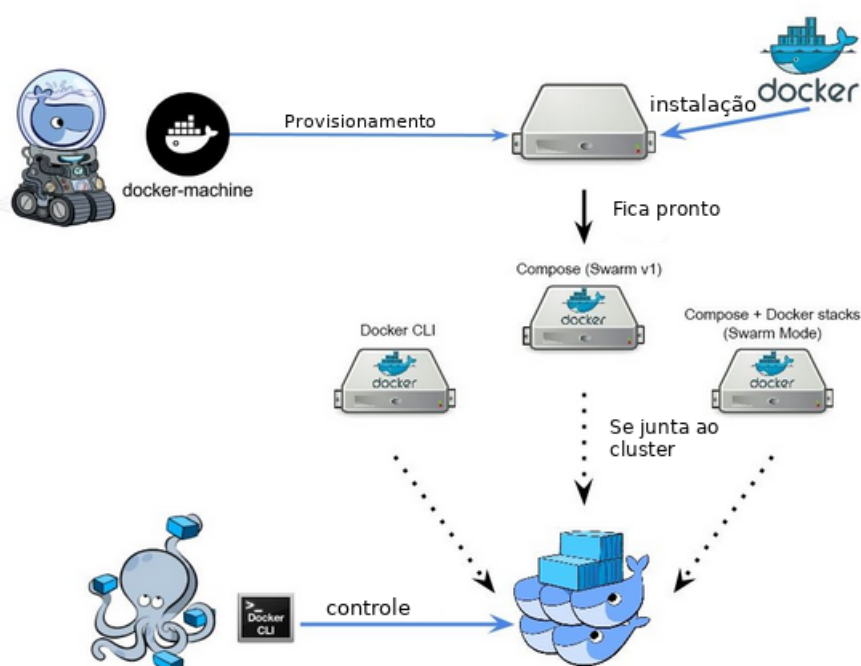 docker
instalação
Provisionamento
docker-machine
Fica pronto
Compose (Swarm v1)
docker
Compose + Docker stacks
(Swarm Mode)
docker
Docker CLI
docker
Se junta ao
cluster
>_
Docker
CLI
controle